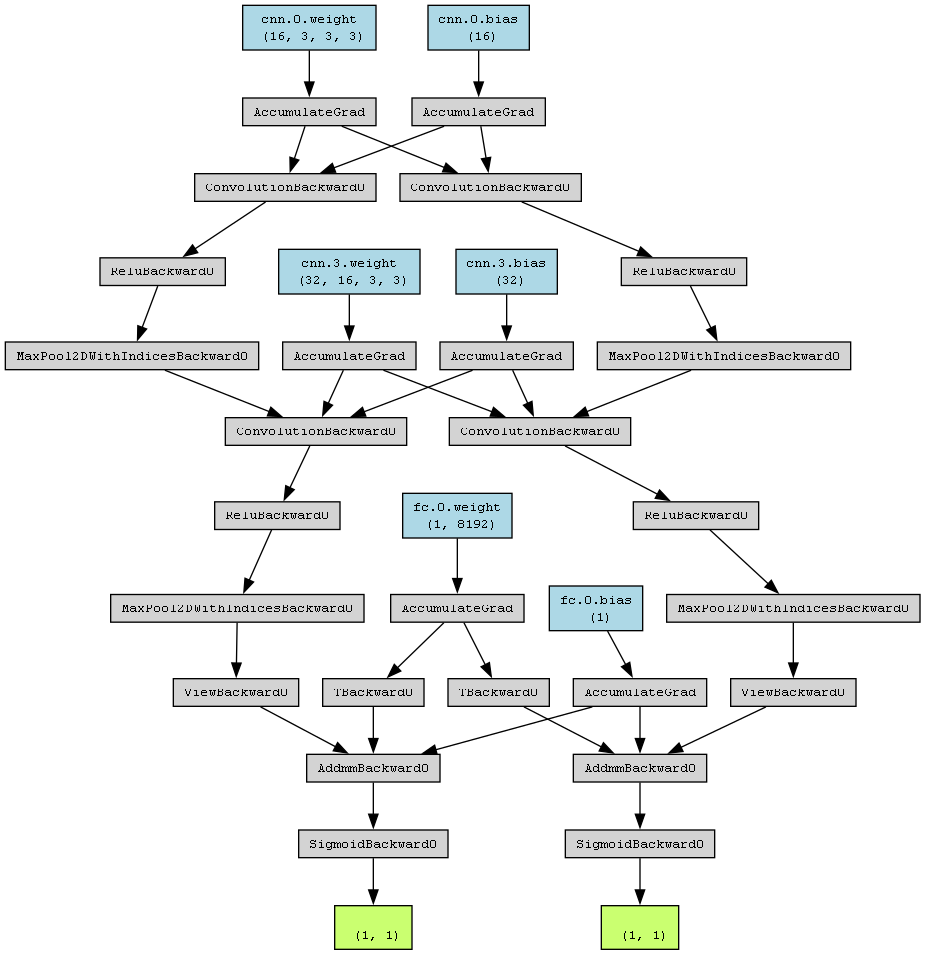 cnn.0.weight
(16, 3, 3, 3)
cnn.0.bias
(16)
AccumulateGrad
AccumulateGrad
ConvolutionBackward0
ConvolutionBackward0
ReluBackward0
cnn.3.weight
(32, 16, 3, 3)
cnn.3.bias
(32)
ReluBackward0
MaxPool2DWithIndicesBackward0
AccumulateGrad
AccumulateGrad
MaxPool2DWithIndicesBackward0
ConvolutionBackward0
ConvolutionBackward0
ReluBackward0
fc.0.weight
(1, 8192)
ReluBackward0
MaxPool2DWithIndicesBackward0
AccumulateGrad
fc.0.bias
(1)
MaxPool2DWithIndicesBackward0
ViewBackward0
TBackward0
TBackward0
AccumulateGrad
ViewBackward0
AddmmBackward0
AddmmBackward0
SigmoidBackward0
SigmoidBackward0
(1, 1)
(1, 1)